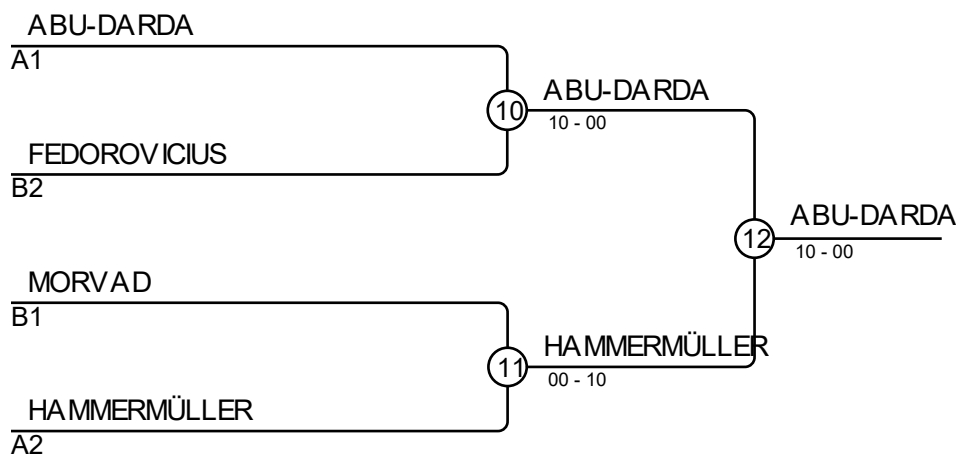 ABU-DARDA
A1
10
ABU-DARDA
10 - 00
FEDOROVICIUS
B2
12
ABU-DARDA
10 - 00
MORVAD
B1
11
HAMMERMÜLLER
00 - 10
HAMMERMÜLLER
A2